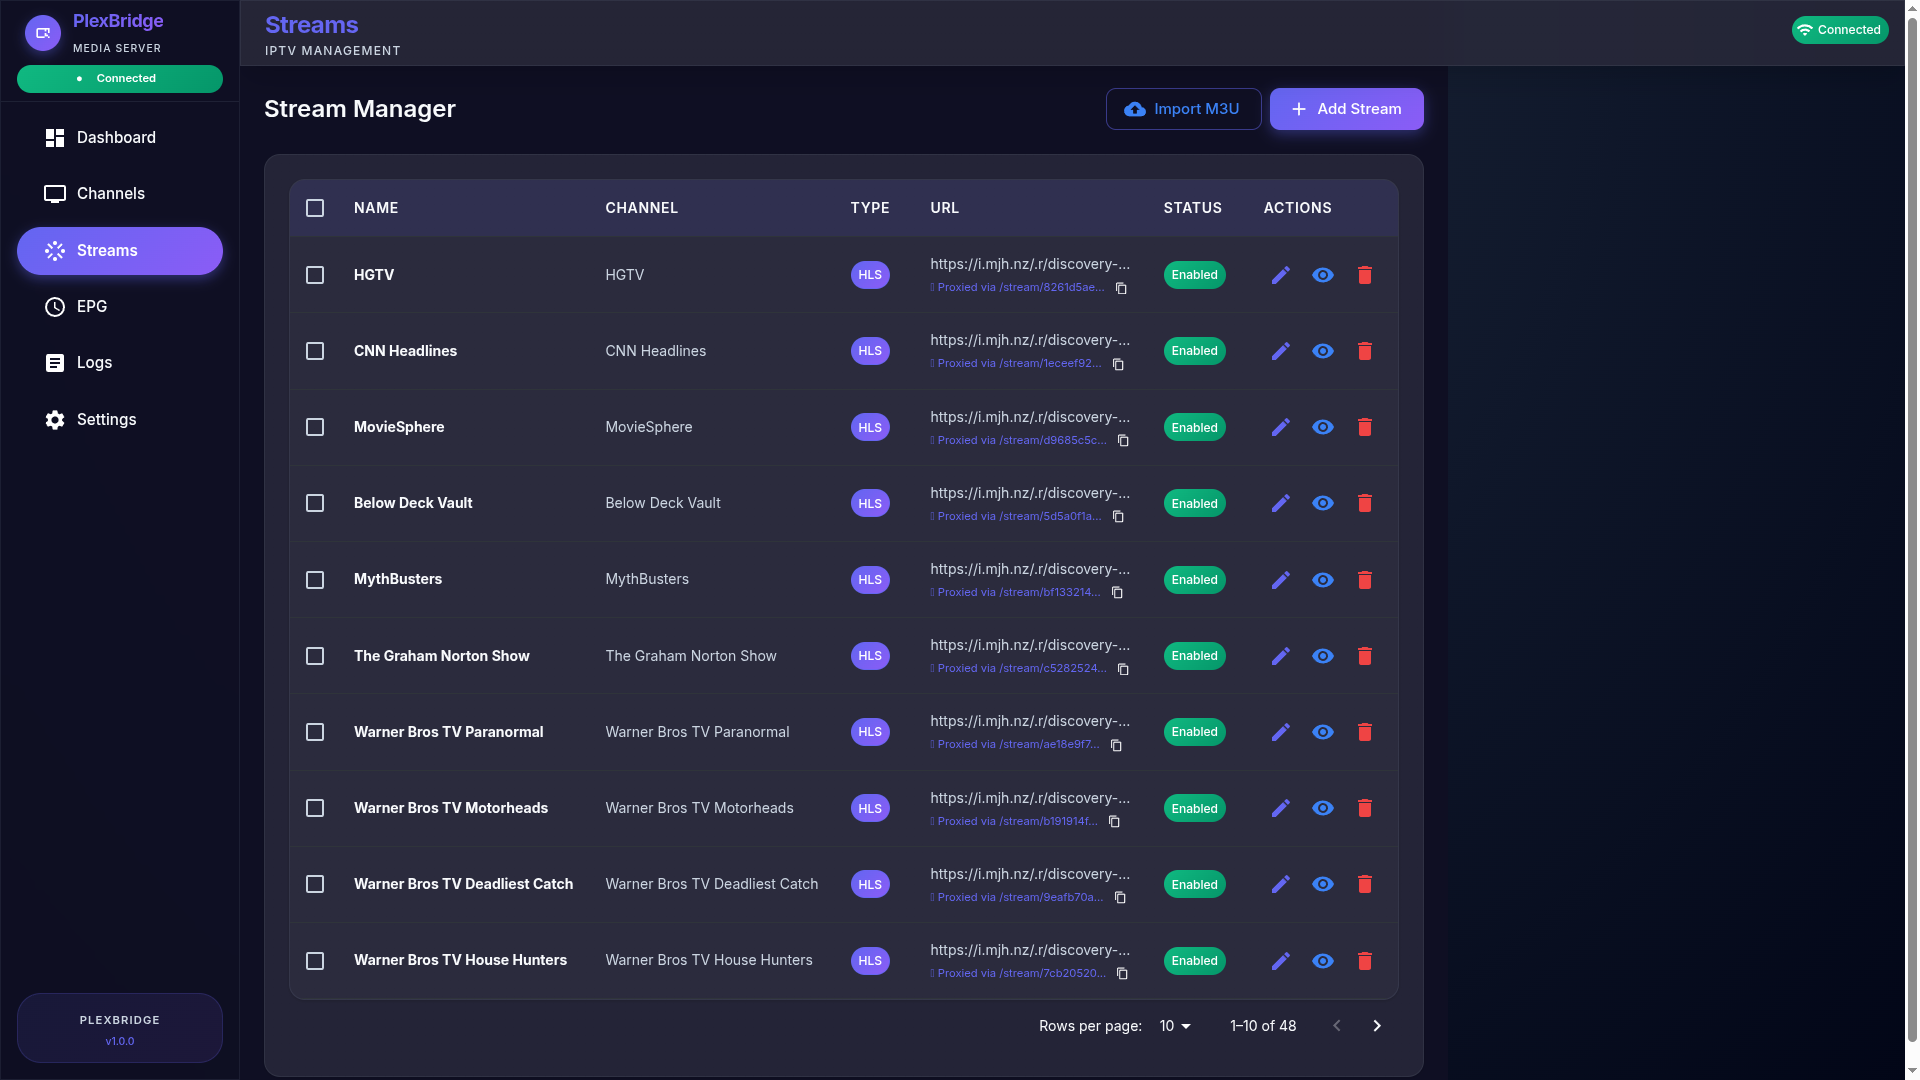 PlexBridge
MEDIA SERVER
Connected
Dashboard
Channels
Streams
EPG
Logs
Settings
PLEXBRIDGE
v1.0.0
Streams
IPTV MANAGEMENT
Connected
Stream Manager
Import M3U
Add Stream
NAME CHANNEL TYPE URL STATUS ACTIONS
HGTV HGTV HLS https://i.mjh.nz/.r/discovery-... Enabled
Proxied via /stream/8261d5ae...
CNN Headlines CNN Headlines HLS https://i.mjh.nz/.r/discovery-... Enabled
Proxied via /stream/1eceef92...
MovieSphere MovieSphere HLS https://i.mjh.nz/.r/discovery-... Enabled
Proxied via /stream/d9685c5c...
Below Deck Vault Below Deck Vault HLS https://i.mjh.nz/.r/discovery-... Enabled
Proxied via /stream/5d5a0f1a...
MythBusters MythBusters HLS https://i.mjh.nz/.r/discovery-... Enabled
Proxied via /stream/bf133214...
The Graham Norton Show The Graham Norton Show HLS https://i.mjh.nz/.r/discovery-... Enabled
Proxied via /stream/c5282524...
Warner Bros TV Paranormal Warner Bros TV Paranormal HLS https://i.mjh.nz/.r/discovery-... Enabled
Proxied via /stream/ae18e9f7...
Warner Bros TV Motorheads Warner Bros TV Motorheads HLS https://i.mjh.nz/.r/discovery-... Enabled
Proxied via /stream/b191914f...
Warner Bros TV Deadliest Catch Warner Bros TV Deadliest Catch HLS https://i.mjh.nz/.r/discovery-... Enabled
Proxied via /stream/9eafb70a...
Warner Bros TV House Hunters Warner Bros TV House Hunters HLS https://i.mjh.nz/.r/discovery-... Enabled
Proxied via /stream/7cb20520...
Rows per page: 10 1–10 of 48